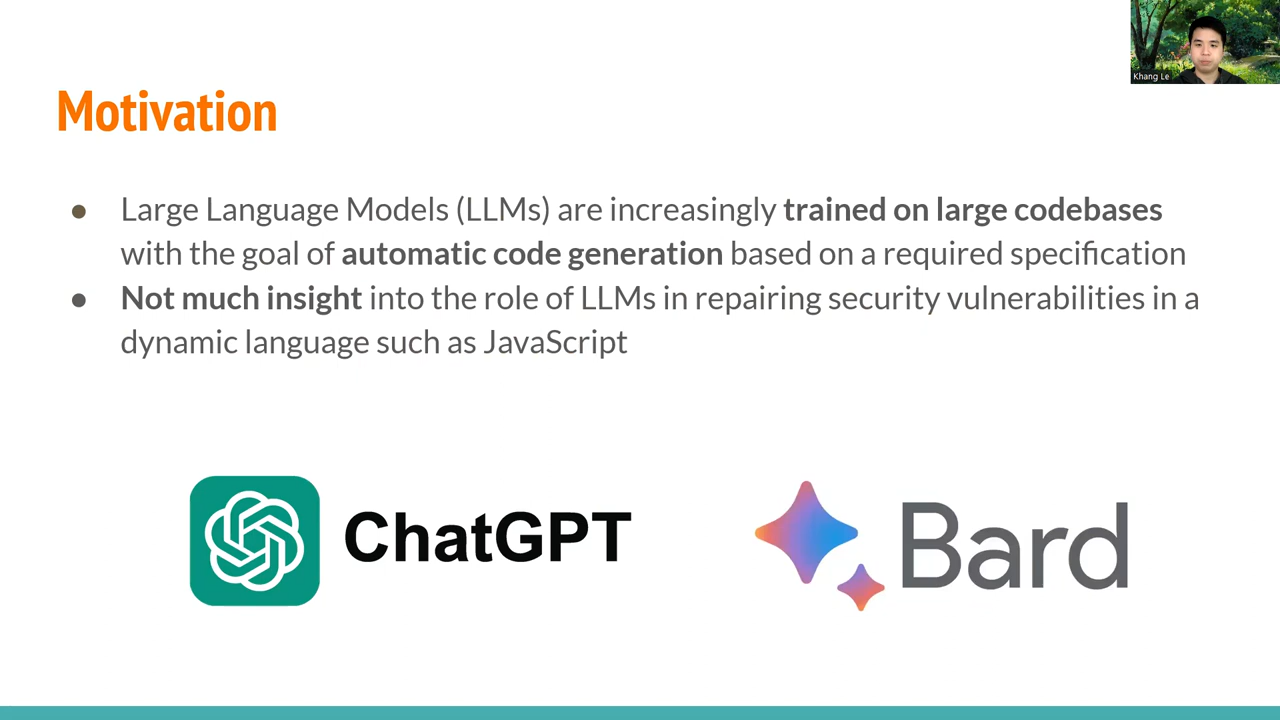 Khang Le
Motivation
● Large Language Models (LLMs) are increasingly trained on large codebases
with the goal of automatic code generation based on a required specification
● Not much insight into the role of LLMs in repairing security vulnerabilities in a
dynamic language such as JavaScript
ChatGPT
Bard